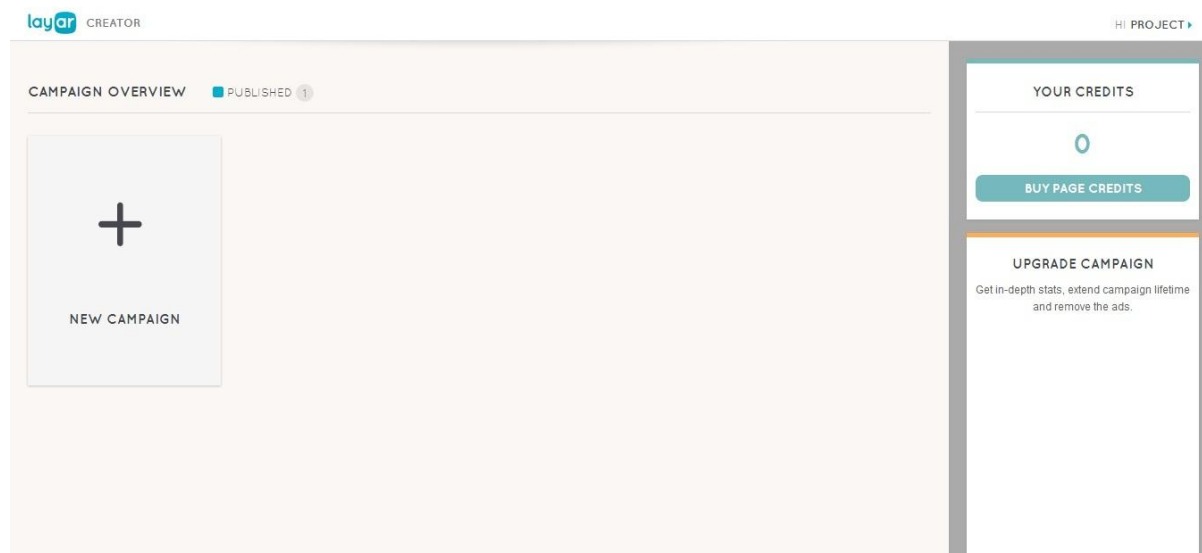 layar CREATOR
HI PROJECT
CAMPAIGN OVERVIEW PUBLISHED 1
NEW CAMPAIGN
YOUR CREDITS
0
BUY PAGE CREDITS
UPGRADE CAMPAIGN
Get in-depth stats, extend campaign lifetime
and remove the ads.